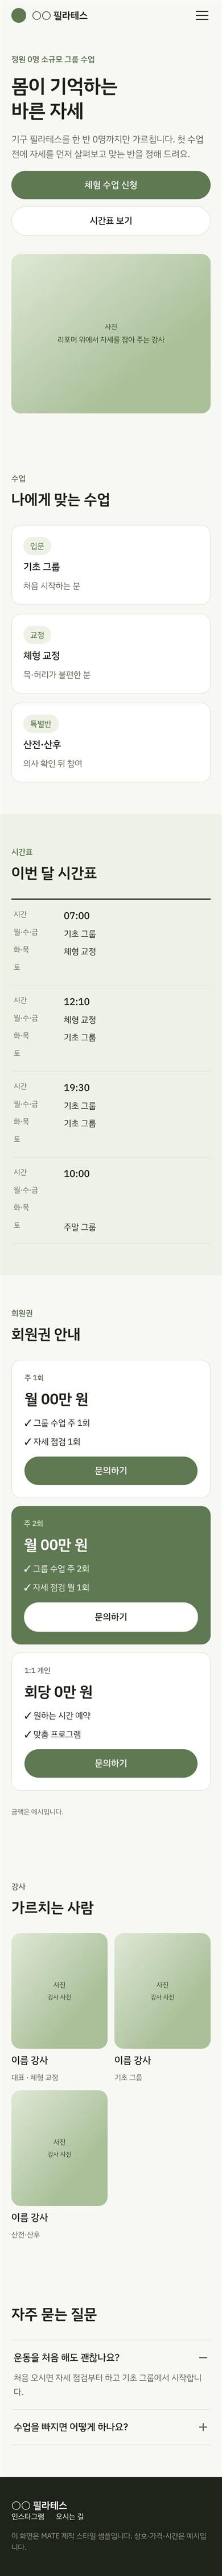 ○○ 필라테스
정원 0명 소규모 그룹 수업
몸이 기억하는
바른 자세
기구 필라테스를 한 반 0명까지만 가르칩니다. 첫 수업
전에 자세를 먼저 살펴보고 맞는 반을 정해 드려요.
체험 수업 신청
시간표 보기
사진
리포머 위에서 자세를 잡아 주는 강사
수업
나에게 맞는 수업
입문
기초 그룹
처음 시작하는 분
교정
체형 교정
목·허리가 불편한 분
특별반
산전·산후
의사 확인 뒤 참여
시간표
이번 달 시간표
시간 07:00
월·수·금 기초 그룹
화·목 체형 교정
토
시간 12:10
월·수·금 체형 교정
화·목 기초 그룹
토
시간 19:30
월·수·금 기초 그룹
화·목 기초 그룹
토
시간 10:00
월·수·금
화·목
토 주말 그룹
회원권
회원권 안내
주 1회
월 00만 원
✓ 그룹 수업 주 1회
✓ 자세 점검 1회
문의하기
주 2회
월 00만 원
✓ 그룹 수업 주 2회
✓ 자세 점검 월 1회
문의하기
1:1 개인
회당 0만 원
✓ 원하는 시간 예약
✓ 맞춤 프로그램
문의하기
금액은 예시입니다.
강사
가르치는 사람
사진
강사 사진
사진
강사 사진
이름 강사
대표 · 체형 교정
이름 강사
기초 그룹
사진
강사 사진
이름 강사
산전·산후
자주 묻는 질문
운동을 처음 해도 괜찮나요?
처음 오시면 자세 점검부터 하고 기초 그룹에서 시작합니
다.
수업을 빠지면 어떻게 하나요?
○○ 필라테스
인스타그램 오시는 길
이 화면은 MATE 제작 스타일 샘플입니다. 상호·가격·시간은 예시입
니다.